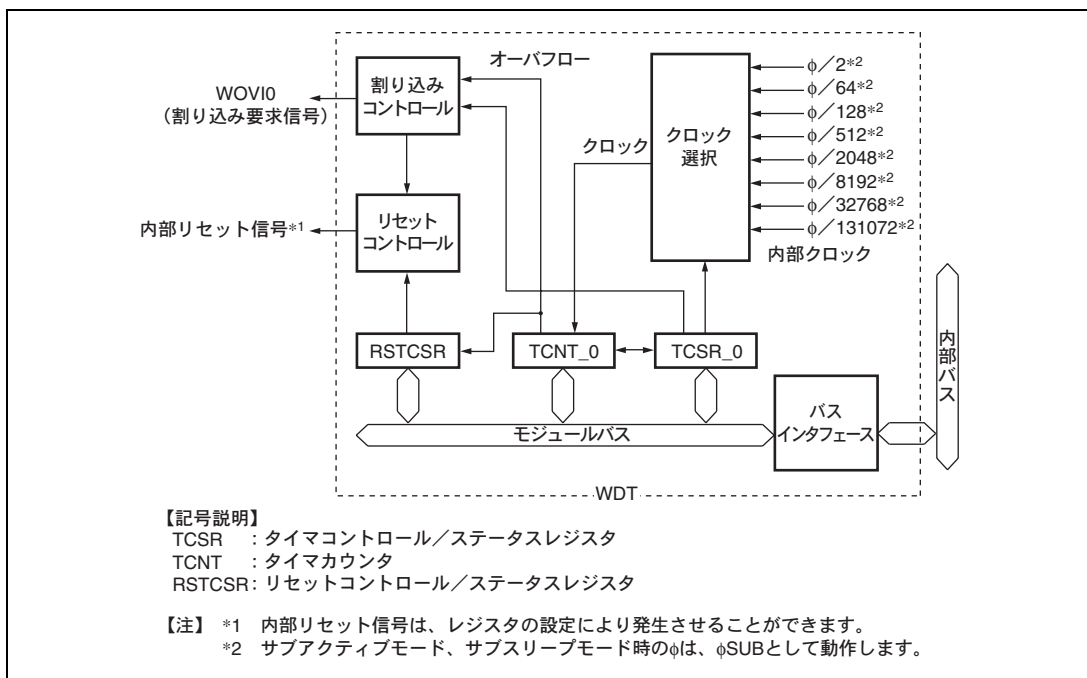 オーバフロー
割り込み
コントロール
WOVI0
（割り込み要求信号）
クロック
クロック
選択
φ／2*2
φ／64*2
φ／128*2
φ／512*2
φ／2048*2
φ／8192*2
φ／32768*2
φ／131072*2
内部クロック
リセット
コントロール
内部リセット信号*1
RSTCSR
TCNT_0
TCSR_0
モジュールバス
バス
インタフェース
内部バス
WDT
【記号説明】
TCSR ：タイマコントロール／ステータスレジスタ
TCNT ：タイマカウンタ
RSTCSR：リセットコントロール／ステータスレジスタ
【注】 *1 内部リセット信号は、レジスタの設定により発生させることができます。
*2 サブアクティブモード、サブスリープモード時のφは、φSUBとして動作します。